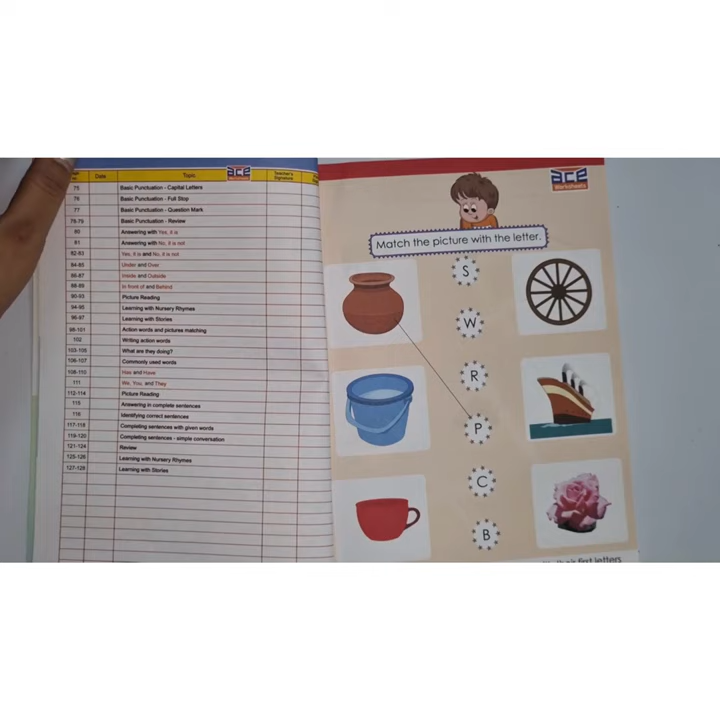 Date Topic ace Worksheets Teacher's Signature
75 Basic Punctuation - Capital Letters
76 Basic Punctuation - Full Stop
77 Basic Punctuation - Question Mark
78-79 Basic Punctuation - Review
80 Answering with Yes, it is
81 Answering with No, it is not
82-83 Yes, it is and No, it is not
84-85 Under and Over
86-87 Inside and Outside
88-89 In front of and Behind
90-93 Picture Reading
94-95 Learning with Nursery Rhymes
96-97 Learning with Stories
98-101 Action words and pictures matching
102 Writing action words
103-105 What are they doing?
106-107 Commonly used words
108-110 Has and Have
111 We, You, and They
112-114 Picture Reading
115 Answering in complete sentences
116 Identifying correct sentences
117-118 Completing sentences with given words
119-120 Completing sentences - simple conversation
121-124 Review
125-126 Learning with Nursery Rhymes
127-128 Learning with Stories
ace
Worksheets
Match the picture with the letter.
S
W
R
P
C
B
first letters